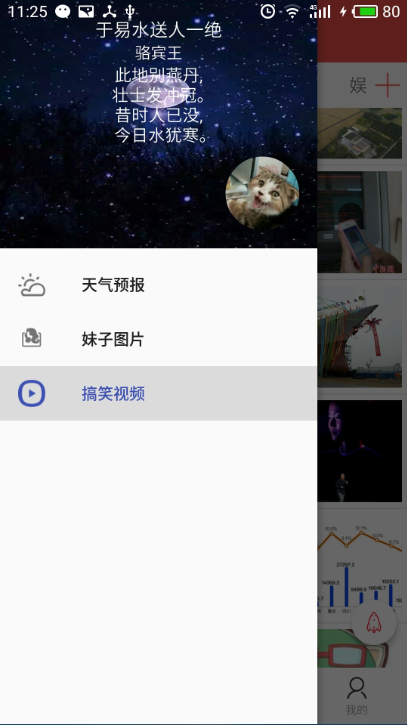 11:25
4G
80
于易水送人一绝
骆宾王
此地别燕丹,
壮士发冲冠。
昔时人已没,
今日水犹寒。
娱
天气预报
妹子图片
搞笑视频
我的